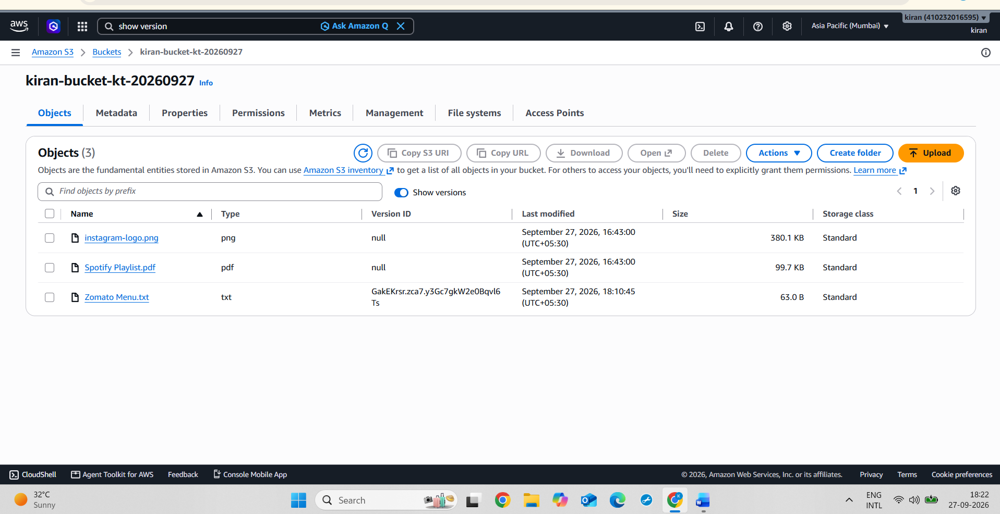 aws
show version
Ask Amazon Q
Asia Pacific (Mumbai)
kiran (410232016595)
kiran
Amazon S3
Buckets
kiran-bucket-kt-20260927
kiran-bucket-kt-20260927 Info
Objects
Metadata
Properties
Permissions
Metrics
Management
File systems
Access Points
Objects (3)
Copy S3 URI
Copy URL
Download
Open
Delete
Actions
Create folder
Upload
Objects are the fundamental entities stored in Amazon S3. You can use Amazon S3 inventory to get a list of all objects in your bucket. For others to access your objects, you'll need to explicitly grant them permissions. Learn more
Find objects by prefix
Show versions
1
Name Type Version ID Last modified Size Storage class
instagram-logo.png png null September 27, 2026, 16:43:00 (UTC+05:30) 380.1 KB Standard
Spotify Playlist.pdf pdf null September 27, 2026, 16:43:00 (UTC+05:30) 99.7 KB Standard
Zomato Menu.txt txt GakEKrsr.zca7.y3Gc7gkW2e0Bqvl6Ts September 27, 2026, 18:10:45 (UTC+05:30) 63.0 B Standard
CloudShell
Agent Toolkit for AWS
Feedback
Console Mobile App
© 2026, Amazon Web Services, Inc. or its affiliates.
Privacy
Terms
Cookie preferences
32°C
Sunny
Search
ENG
INTL
18:22
27-09-2026